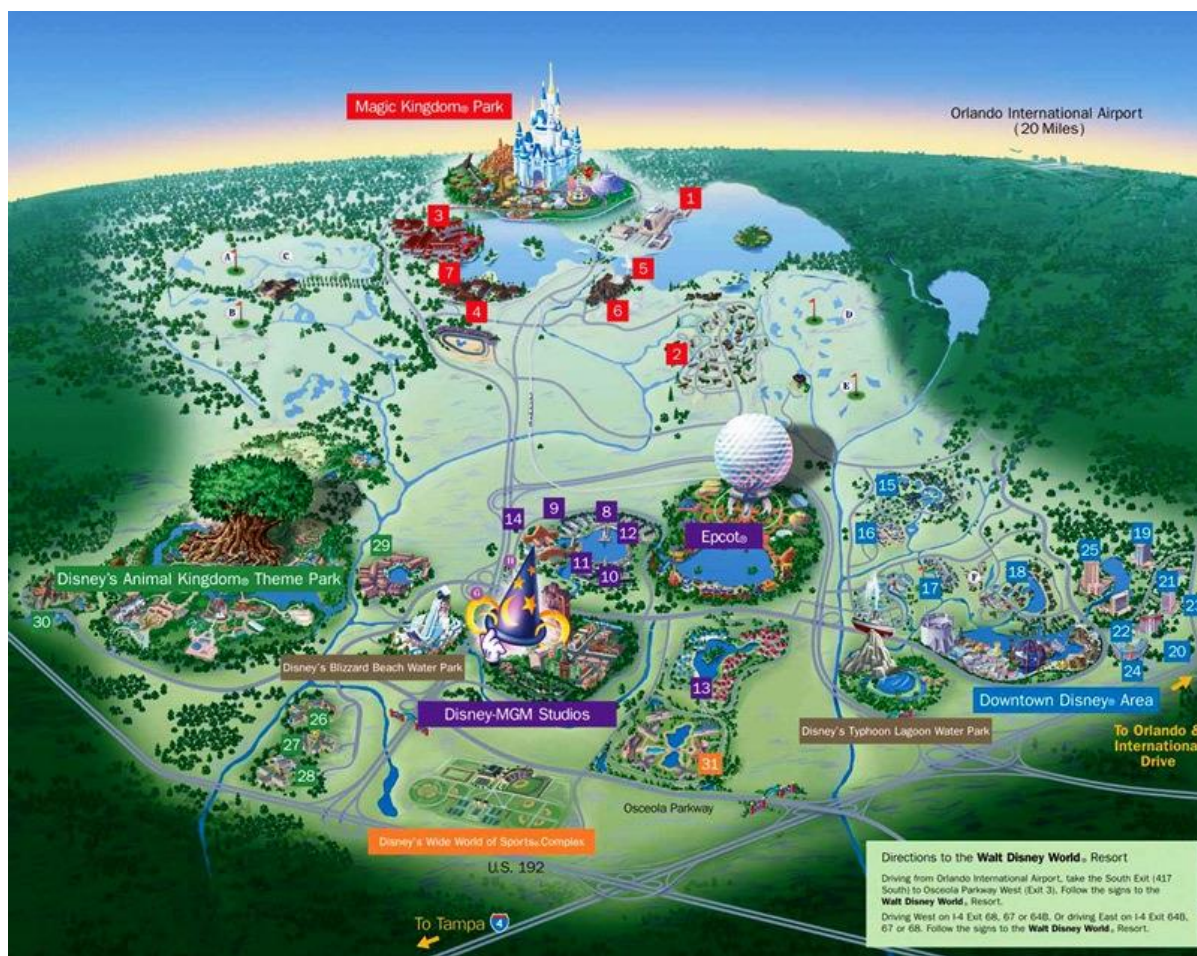 Magic Kingdom® Park
Orlando International Airport
(20 Miles)
1
3
A
C
7
5
4
6
B
D
2
E
15
9
8
14
12
16
Epcot®
19
25
29
H
11
10
17
F
18
21
Disney's Animal Kingdom® Theme Park
G
30
22
20
24
Disney's Blizzard Beach Water Park
13
Downtown Disney® Area
Disney-MGM Studios
26
Disney's Typhoon Lagoon Water Park
To Orlando &
International
Drive
27
28
31
Osceola Parkway
Disney's Wide World of Sports® Complex
U.S. 192
Directions to the Walt Disney World® Resort
Driving from Orlando International Airport, take the South Exit (417
South) to Osceola Parkway West (Exit 3). Follow the signs to the
Walt Disney World® Resort.
Driving West on I-4 Exit 68, 67 or 64B. Or driving East on I-4 Exit 64B,
67 or 68. Follow the signs to the Walt Disney World® Resort.
To Tampa 4